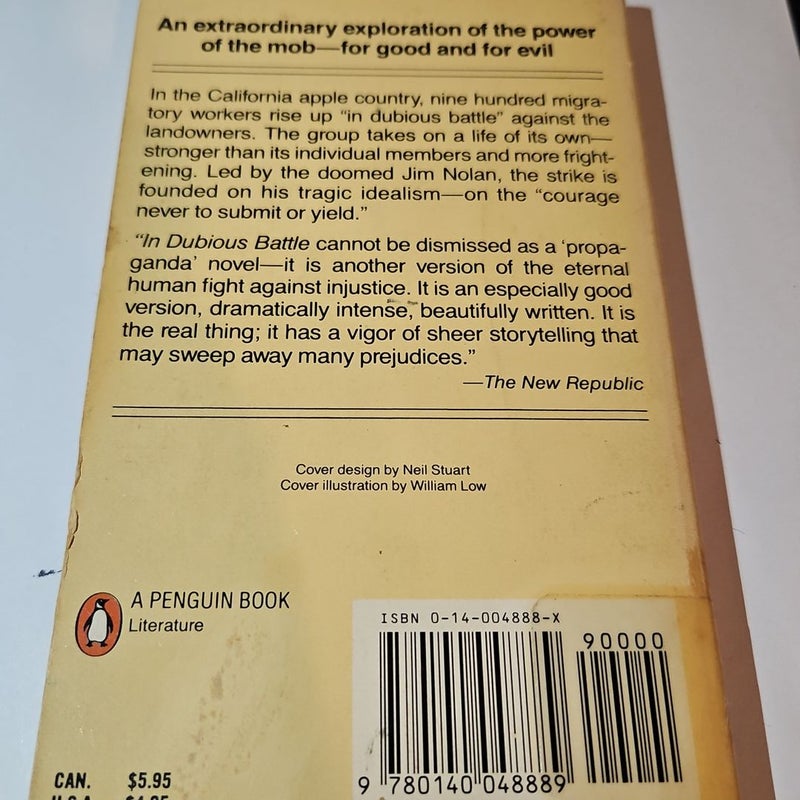 An extraordinary exploration of the power
of the mob—for good and for evil
In the California apple country, nine hundred migra-
tory workers rise up "in dubious battle" against the
landowners. The group takes on a life of its own—
stronger than its individual members and more fright-
ening. Led by the doomed Jim Nolan, the strike is
founded on his tragic idealism—on the "courage
never to submit or yield."
"In Dubious Battle cannot be dismissed as a 'propa-
ganda' novel—it is another version of the eternal
human fight against injustice. It is an especially good
version, dramatically intense, beautifully written. It is
the real thing; it has a vigor of sheer storytelling that
may sweep away many prejudices."
—The New Republic
Cover design by Neil Stuart
Cover illustration by William Low
A PENGUIN BOOK
Literature
ISBN 0-14-004888-X
90000
9 780140 048889
CAN. $5.95